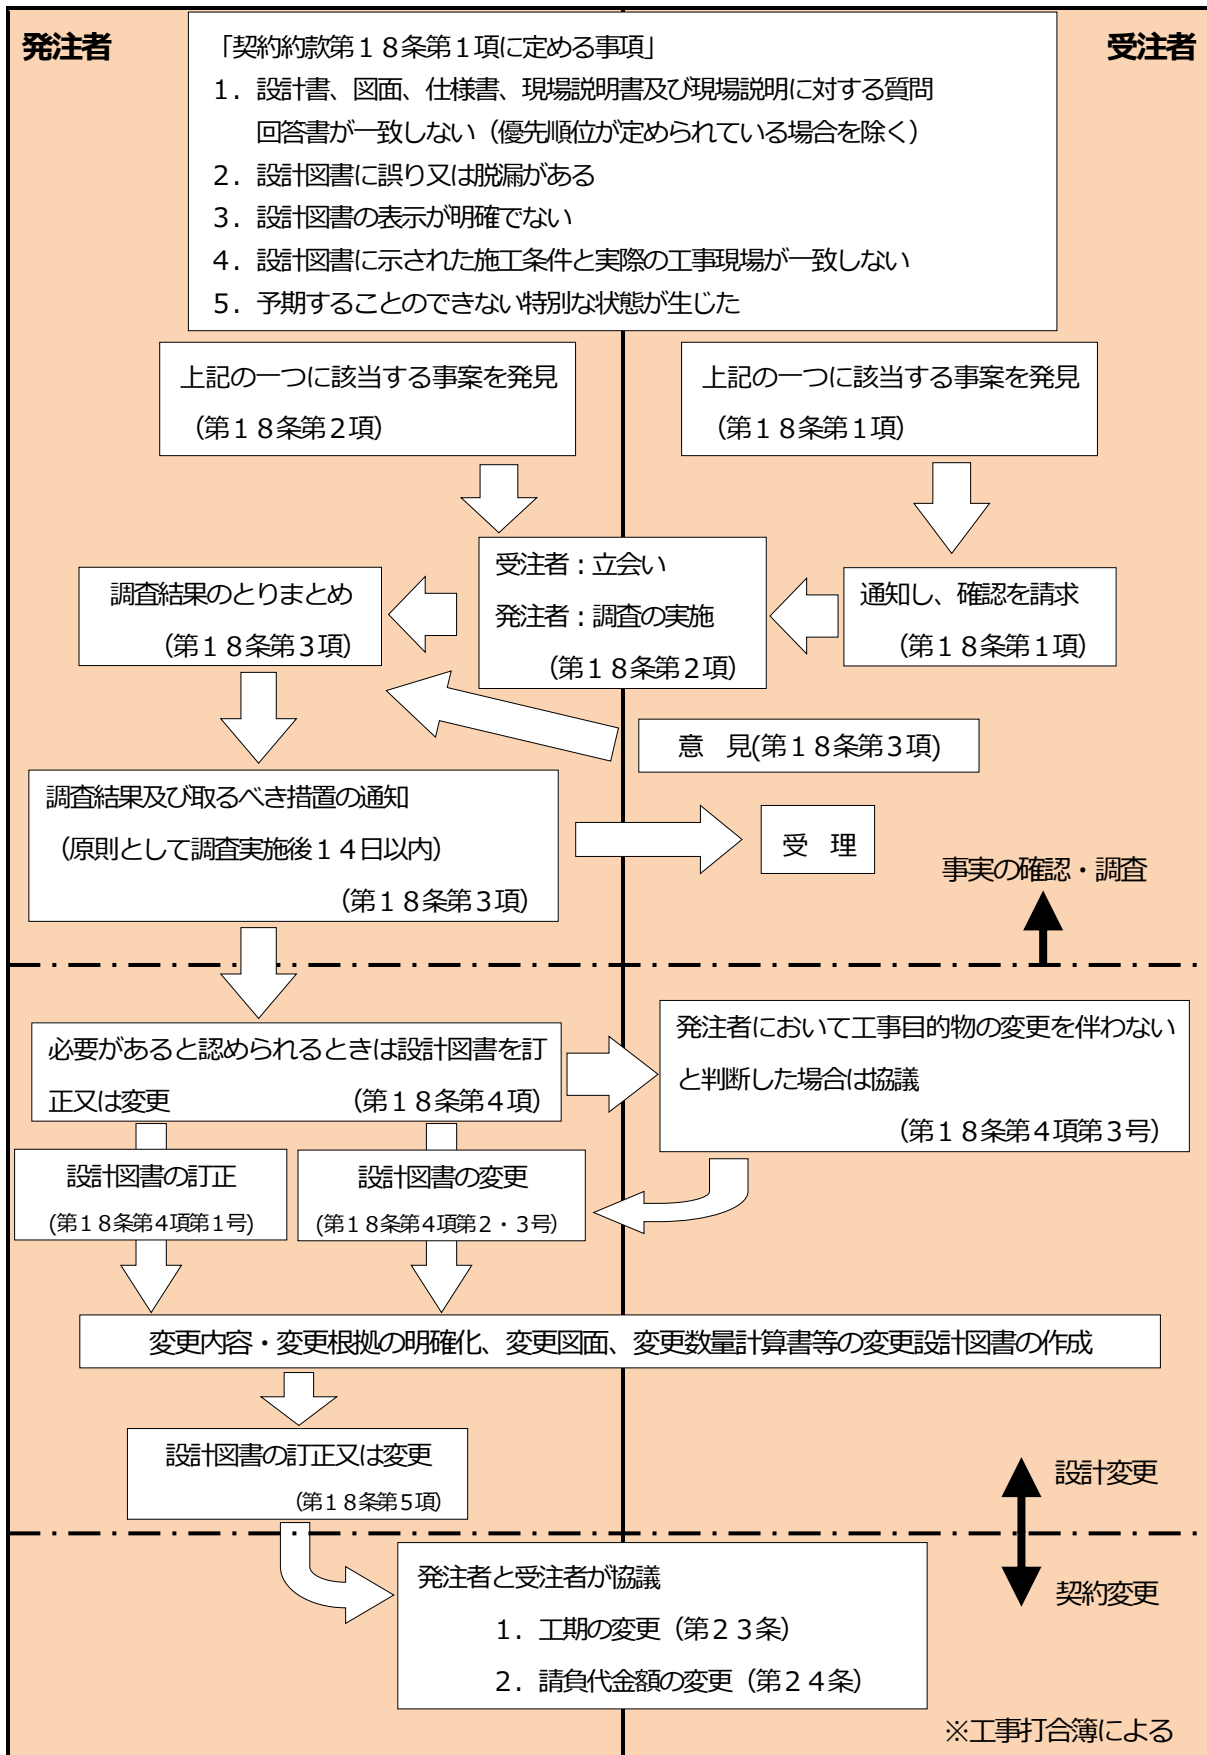 発注者
受注者
「契約約款第１８条第１項に定める事項」
１．設計書、図面、仕様書、現場説明書及び現場説明に対する質問
回答書が一致しない（優先順位が定められている場合を除く）
２．設計図書に誤り又は脱漏がある
３．設計図書の表示が明確でない
４．設計図書に示された施工条件と実際の工事現場が一致しない
５．予期することのできない特別な状態が生じた
上記の一つに該当する事案を発見
（第１８条第２項）
上記の一つに該当する事案を発見
（第１８条第１項）
受注者：立会い
発注者：調査の実施
（第１８条第２項）
通知し、確認を請求
（第１８条第１項）
調査結果のとりまとめ
（第１８条第３項）
意　見(第１８条第３項)
調査結果及び取るべき措置の通知
（原則として調査実施後１４日以内）
（第１８条第３項）
受　理
事実の確認・調査
必要があると認められるときは設計図書を訂
正又は変更　（第１８条第４項）
発注者において工事目的物の変更を伴わない
と判断した場合は協議
（第１８条第４項第３号）
設計図書の訂正
(第１８条第４項第１号)
設計図書の変更
(第１８条第４項第２・３号)
変更内容・変更根拠の明確化、変更図面、変更数量計算書等の変更設計図書の作成
設計図書の訂正又は変更
（第１８条第５項）
設計変更
契約変更
発注者と受注者が協議
１．工期の変更（第２３条）
２．請負代金額の変更（第２４条）
※工事打合簿による